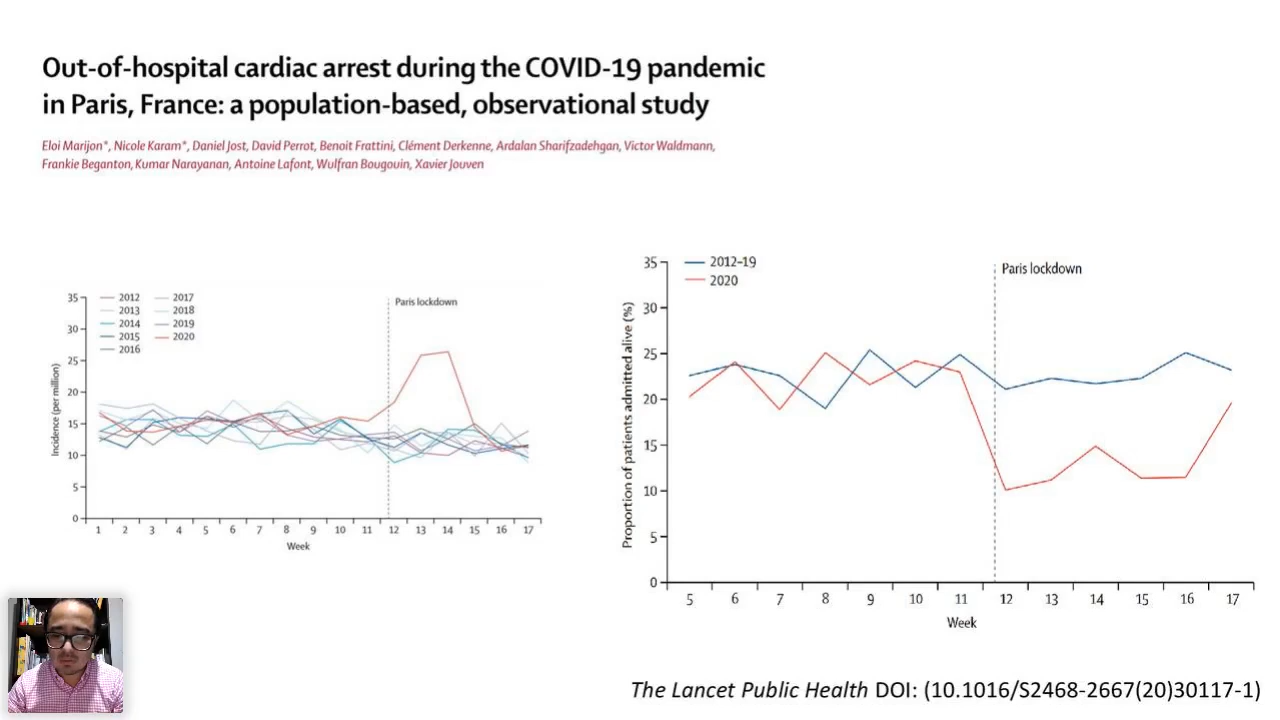 Out-of-hospital cardiac arrest during the COVID-19 pandemic
in Paris, France: a population-based, observational study
Eloi Marijon*, Nicole Karam*, Daniel Jost, David Perrot, Benoit Frattini, Clément Derkenne, Ardalan Sharifzadehgan, Victor Waldmann,
Frankie Beganton, Kumar Narayanan, Antoine Lafont, Wulfran Bougouin, Xavier Jouven
35
30
25
20
15
10
5
0
Incidence (per million)
2012
2013
2014
2015
2016
2017
2018
2019
2020
Paris lockdown
1 2 3 4 5 6 7 8 9 10 11 12 13 14 15 16 17
Week
35
30
25
20
15
10
5
0
Proportion of patients admitted alive (%)
2012–19
2020
Paris lockdown
5 6 7 8 9 10 11 12 13 14 15 16 17
Week
The Lancet Public Health DOI: (10.1016/S2468-2667(20)30117-1)